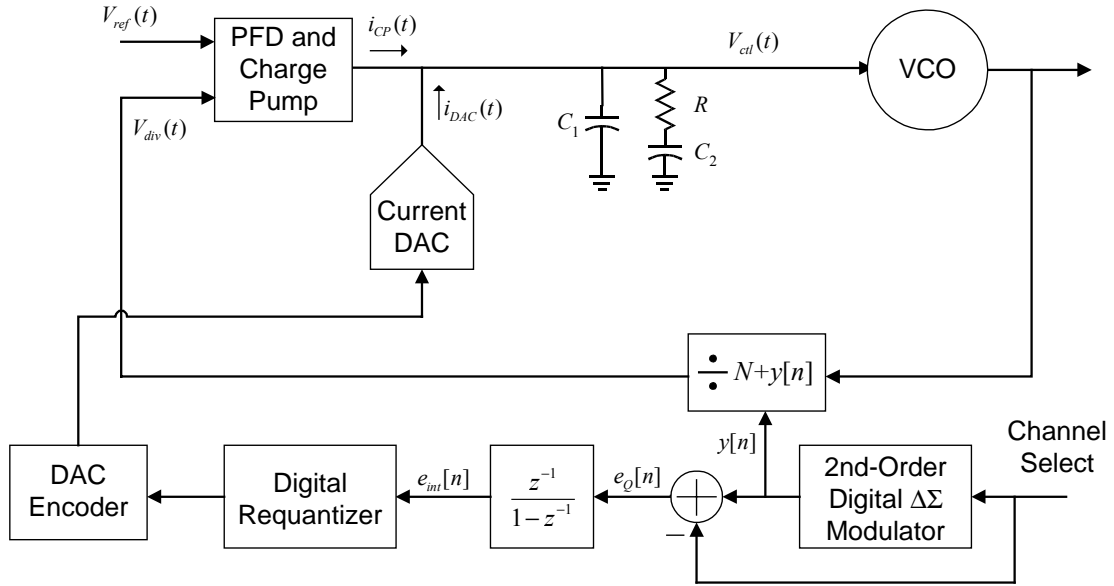 V_ref(t)
V_div(t)
PFD and
Charge
Pump
i_CP(t)
i_DAC(t)
C_1
R
C_2
V_ctl(t)
VCO
Current
DAC
÷ N+y[n]
y[n]
Channel
Select
DAC
Encoder
Digital
Requantizer
e_int[n]
z^{-1}
1 − z^{-1}
e_Q[n]
+
−
2nd-Order
Digital ΔΣ
Modulator